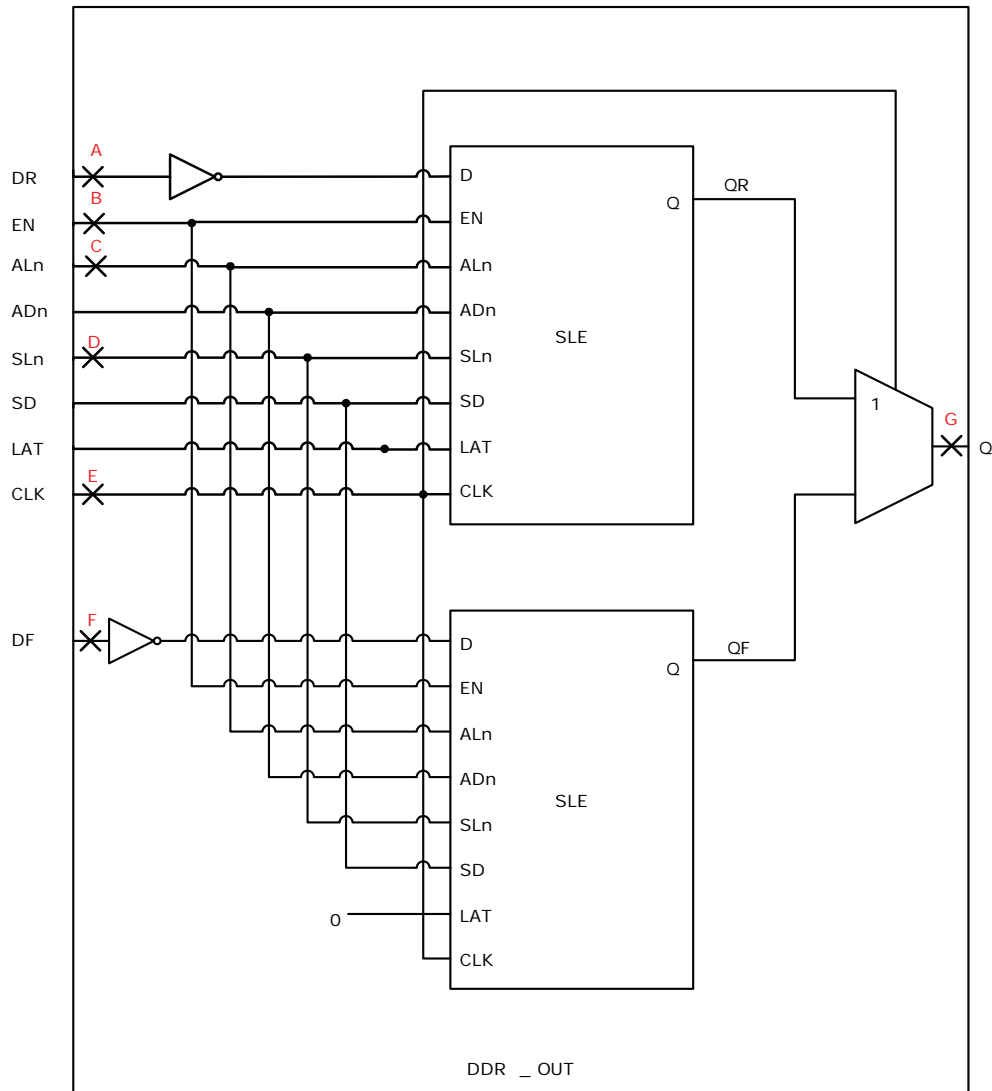 A
DR
D
B
EN
EN
C
ALn
ALn
ADn
ADn
D
SLn
SLn
SD
SD
LAT
LAT
E
CLK
CLK
SLE
Q
QR
1
G
Q
F
DF
D
EN
ALn
ADn
SLn
SD
0
LAT
CLK
SLE
Q
QF
DDR _ OUT